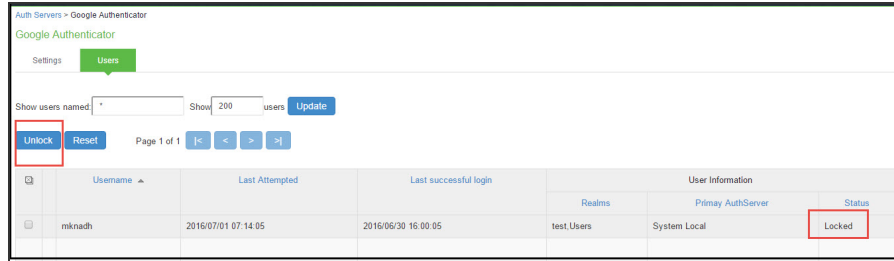 Auth Servers > Google Authenticator
Google Authenticator
Settings Users
Show users named: * Show 200 users Update
Unlock Reset Page 1 of 1 |< < > >|
Username Last Attempted Last successful login User Information
Realms Primay AuthServer Status
mknadh 2016/07/01 07:14:05 2016/06/30 16:00:05 test,Users System Local Locked